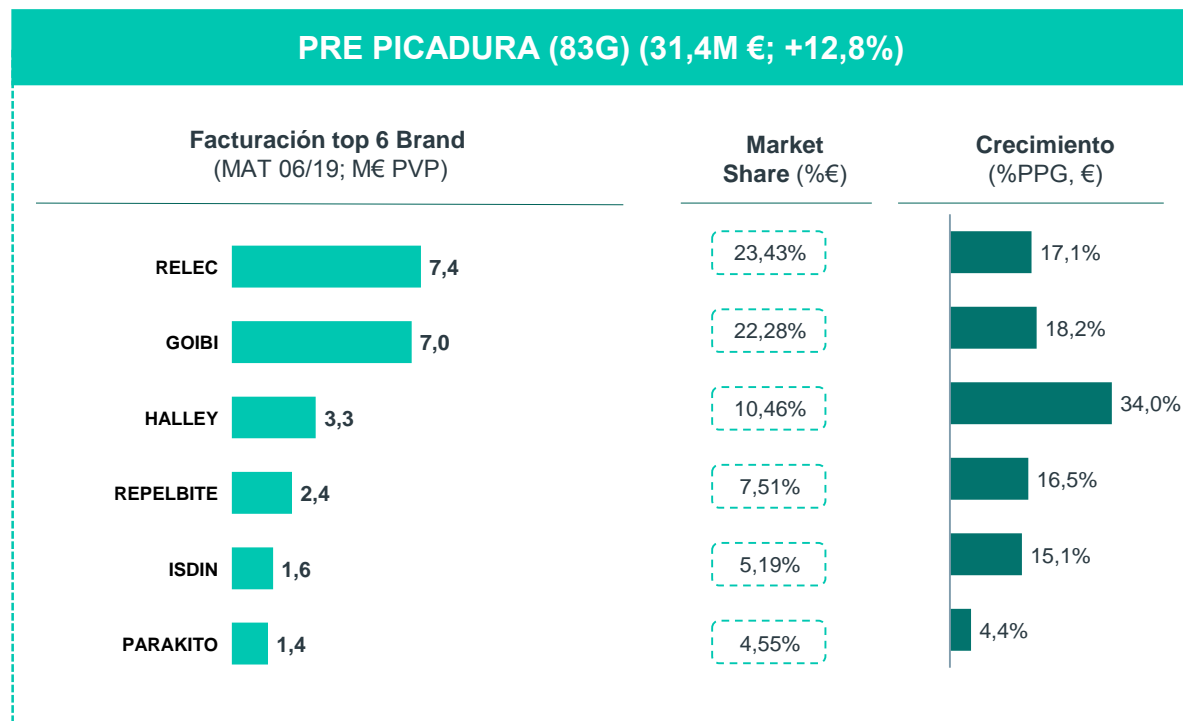 PRE PICADURA (83G) (31,4M €; +12,8%)
Facturación top 6 Brand
(MAT 06/19; M€ PVP)
Market
Share (%€)
Crecimiento
(%PPG, €)
RELEC 7,4 23,43% 17,1%
GOIBI 7,0 22,28% 18,2%
HALLEY 3,3 10,46% 34,0%
REPELBITE 2,4 7,51% 16,5%
ISDIN 1,6 5,19% 15,1%
PARAKITO 1,4 4,55% 4,4%